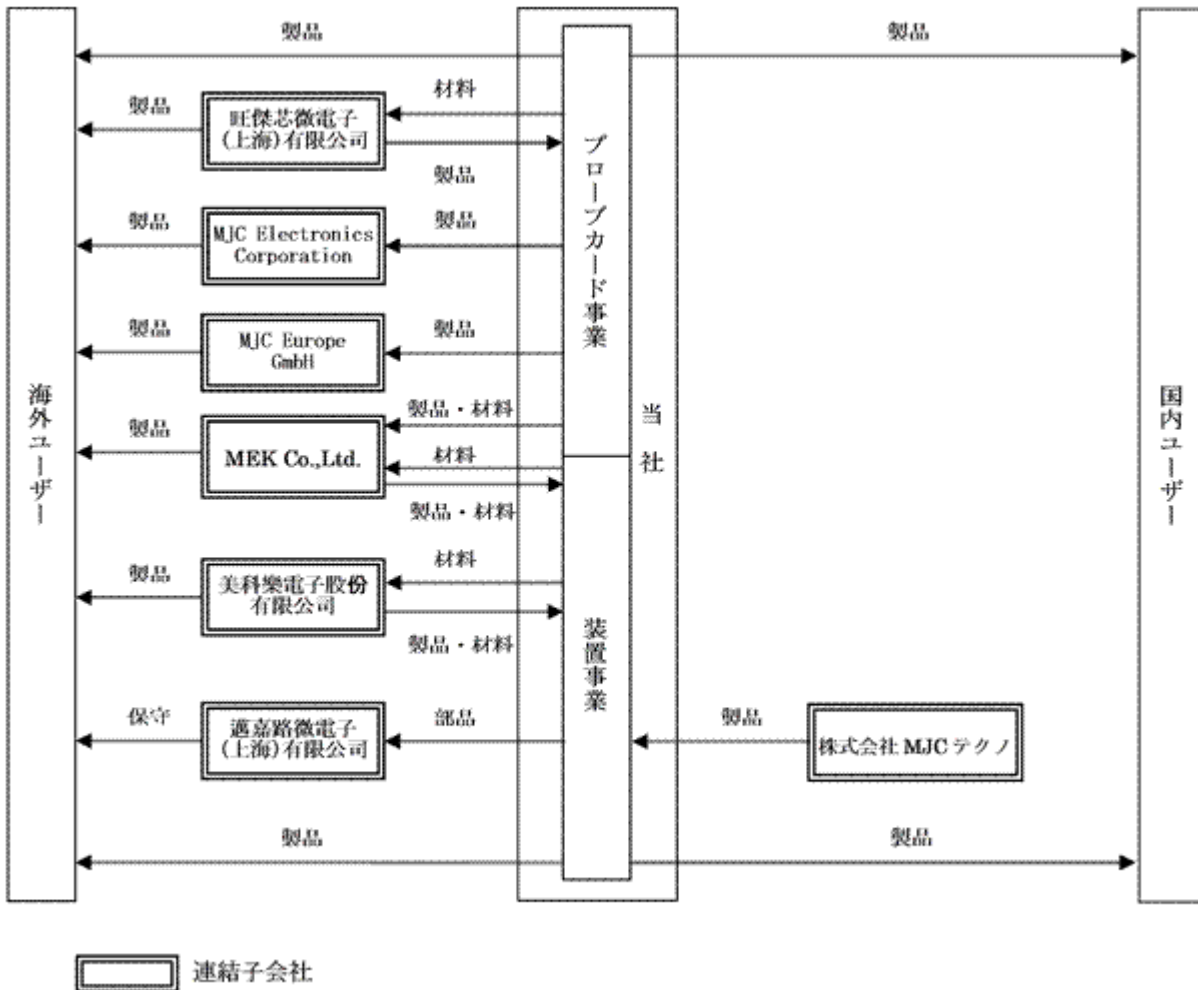 製品
製品
材料
製品
旺傑芯微電子
(上海)有限公司
製品
製品
製品
MJC Electronics
Corporation
プローブカード事業
製品
製品
MJC Europe
GmbH
海外ユーザー
当社
国内ユーザー
製品・材料
製品
材料
MEK Co.,Ltd.
製品・材料
材料
製品
美科樂電子股份
有限公司
製品・材料
装置事業
保守
部品
製品
邁嘉路微電子
(上海)有限公司
株式会社 MJC テクノ
製品
製品
連結子会社